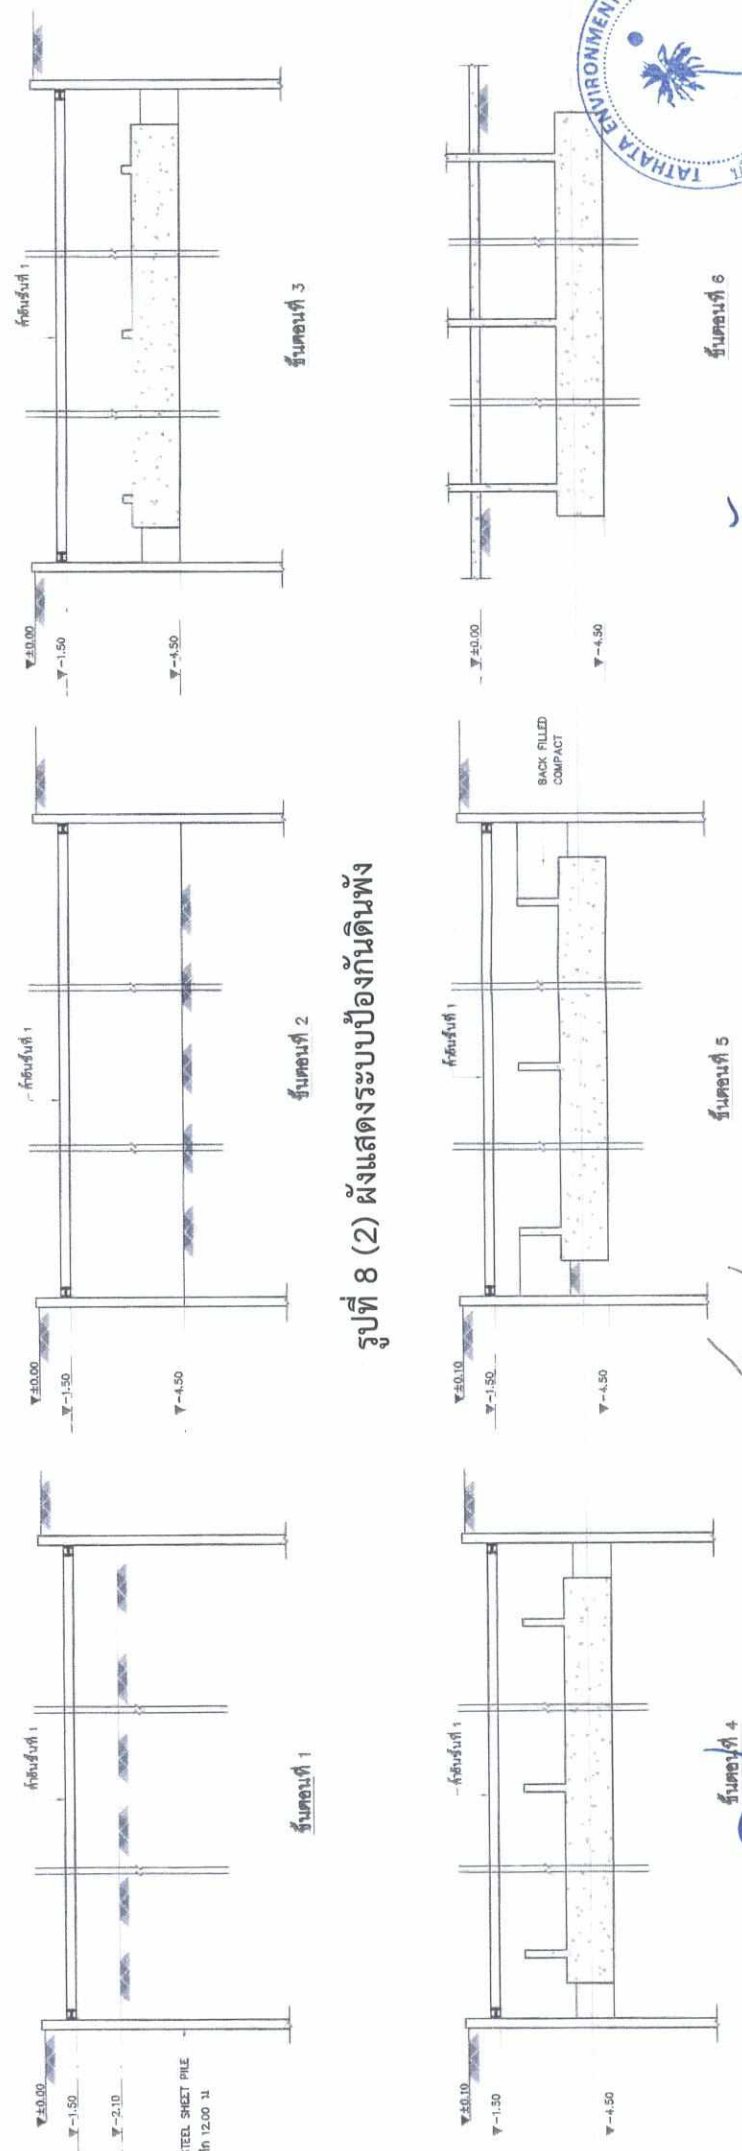 ▼±0.00
▼-1.50
▼-2.10
STEEL SHEET PILE
ลึก 12.00 ม
ค้ำยันชั้นที่ 1
ขั้นตอนที่ 1
▼±0.00
▼-1.50
▼-4.50
ค้ำยันชั้นที่ 1
ขั้นตอนที่ 2
▼±0.00
▼-1.50
▼-4.50
ค้ำยันชั้นที่ 1
ขั้นตอนที่ 3
รูปที่ 8 (2) ผังแสดงระบบป้องกันดินพัง
▼±0.10
▼-1.50
▼-4.50
ค้ำยันชั้นที่ 1
ขั้นตอนที่ 4
▼±0.10
▼-1.50
▼-4.50
ค้ำยันชั้นที่ 1
BACK FILLED
COMPACT
ขั้นตอนที่ 5
▼±0.00
▼-4.50
ขั้นตอนที่ 6
TATHATA ENVIRONMEN